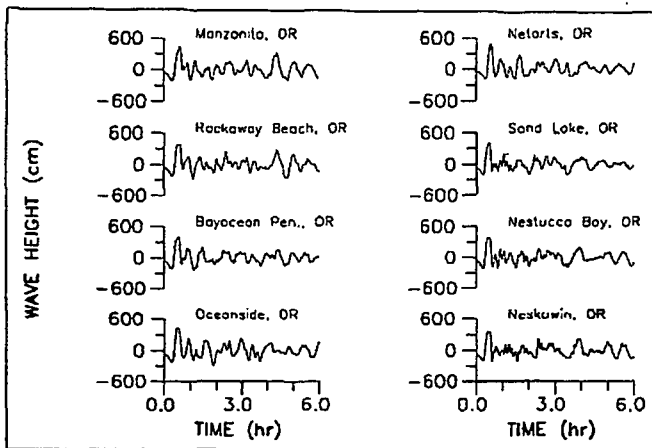 WAVE HEIGHT (cm)
Manzanita, OR
600
0
-600
Rockaway Beach, OR
600
0
-600
Bayocean Pen., OR
600
0
-600
Oceanside, OR
600
0
-600
0.0 3.0 6.0
TIME (hr)
Netarts, OR
600
0
-600
Sand Lake, OR
600
0
-600
Nestucca Bay, OR
600
0
-600
Neskowin, OR
600
0
-600
0.0 3.0 6.0
TIME (hr)